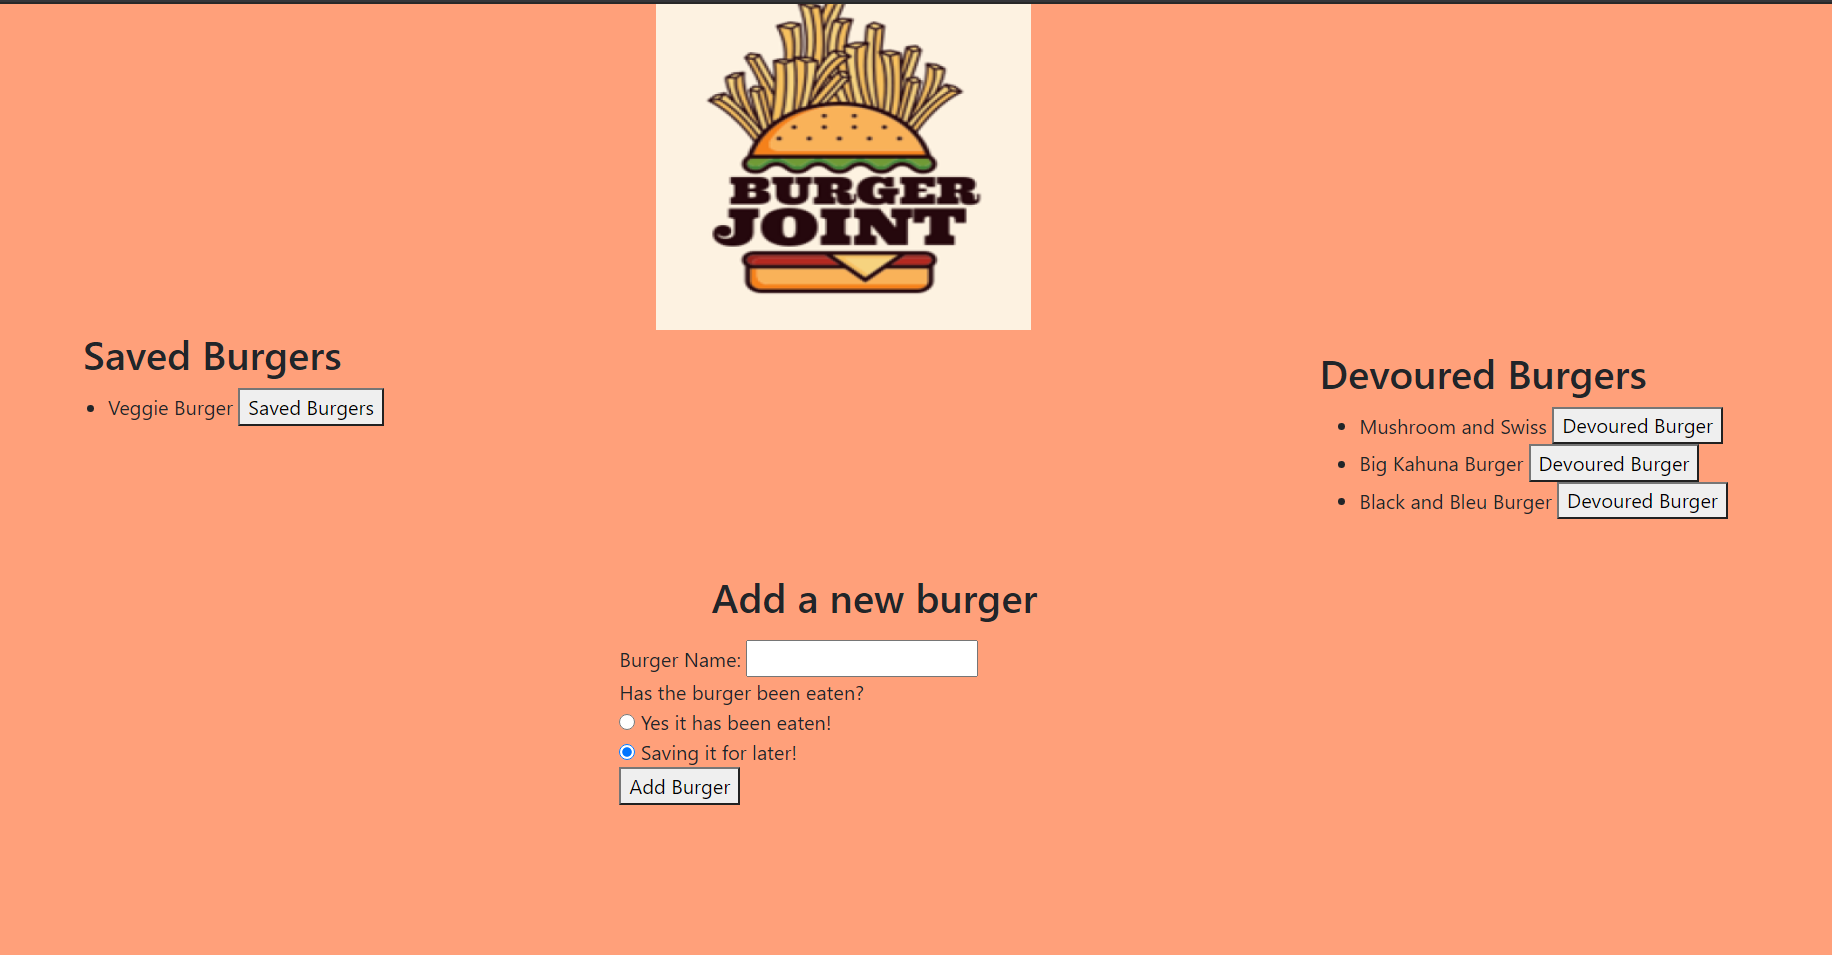 BURGER
JOINT
Saved Burgers
Veggie Burger Saved Burgers
Devoured Burgers
Mushroom and Swiss Devoured Burger
Big Kahuna Burger Devoured Burger
Black and Bleu Burger Devoured Burger
Add a new burger
Burger Name:
Has the burger been eaten?
Yes it has been eaten!
Saving it for later!
Add Burger